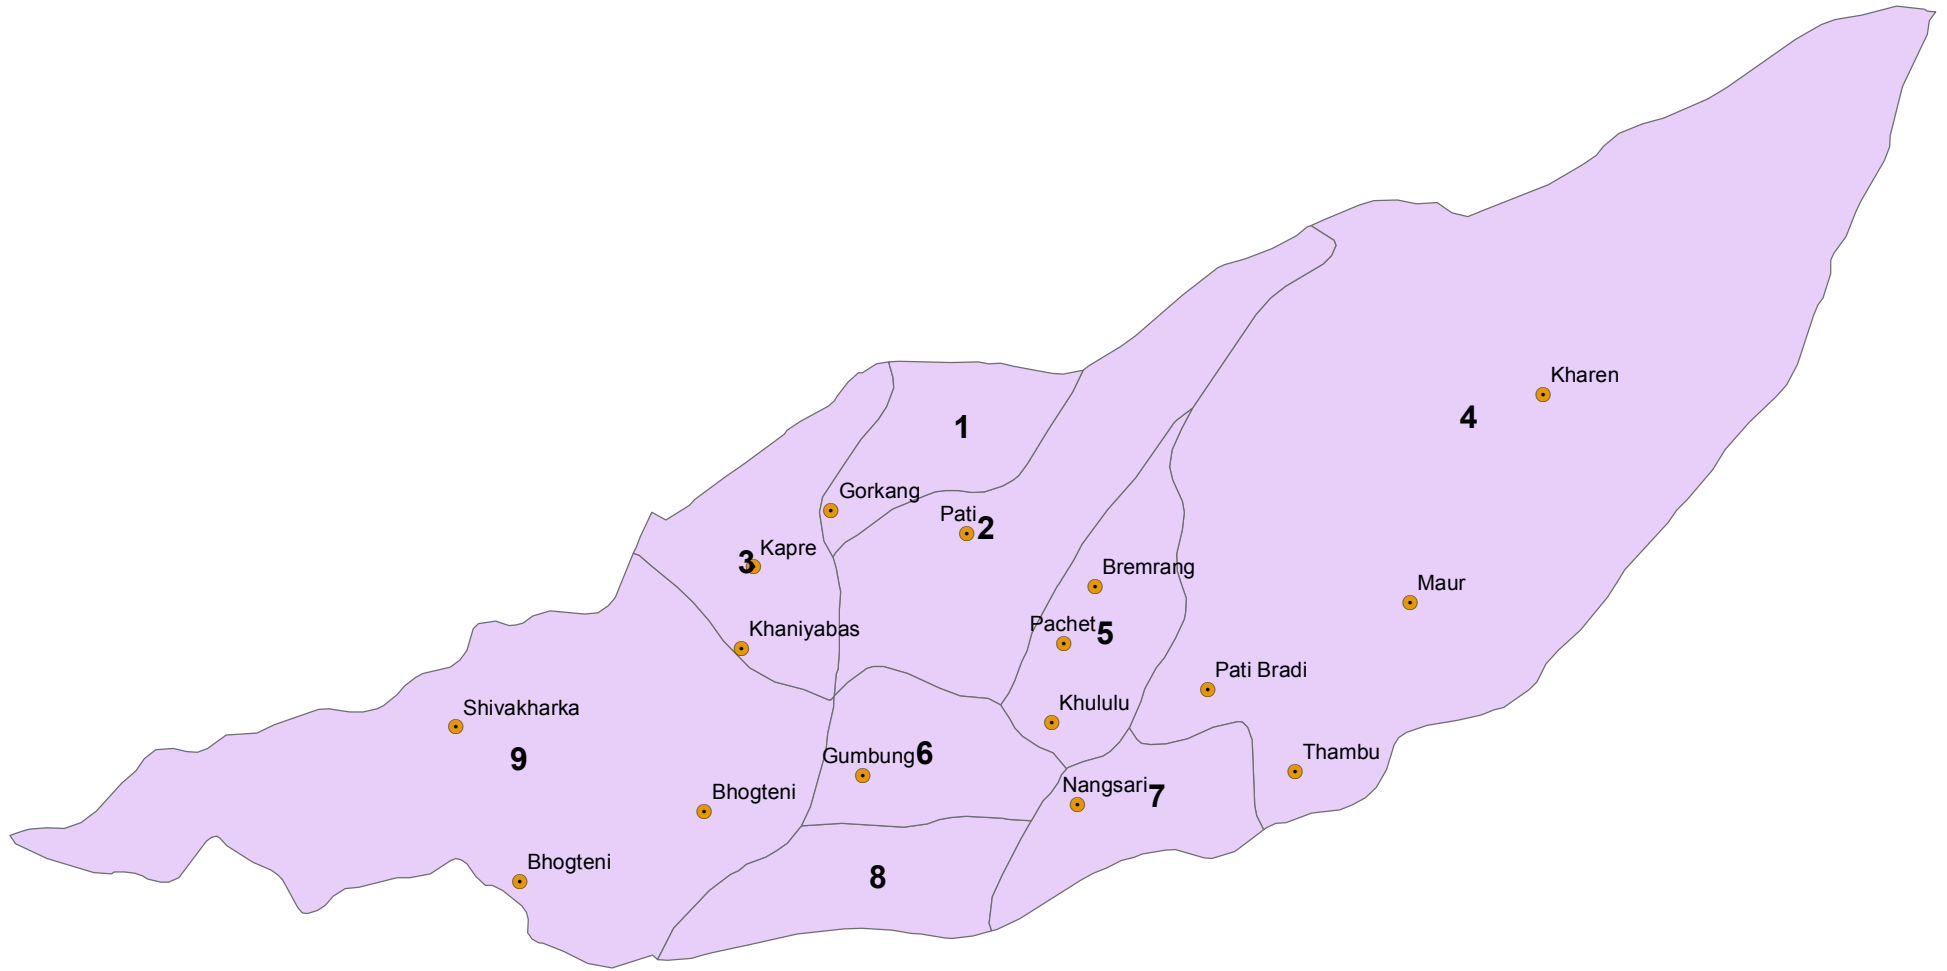 Kharen
4
1
Gorkang
Pati
2
Kapre
3
Bremrang
Maur
Pachet
5
Khaniyabas
Pati Bradi
Khululu
Shivakharka
9
Gumbung
6
Thambu
Nangsari
7
Bhogteni
Bhogteni
8